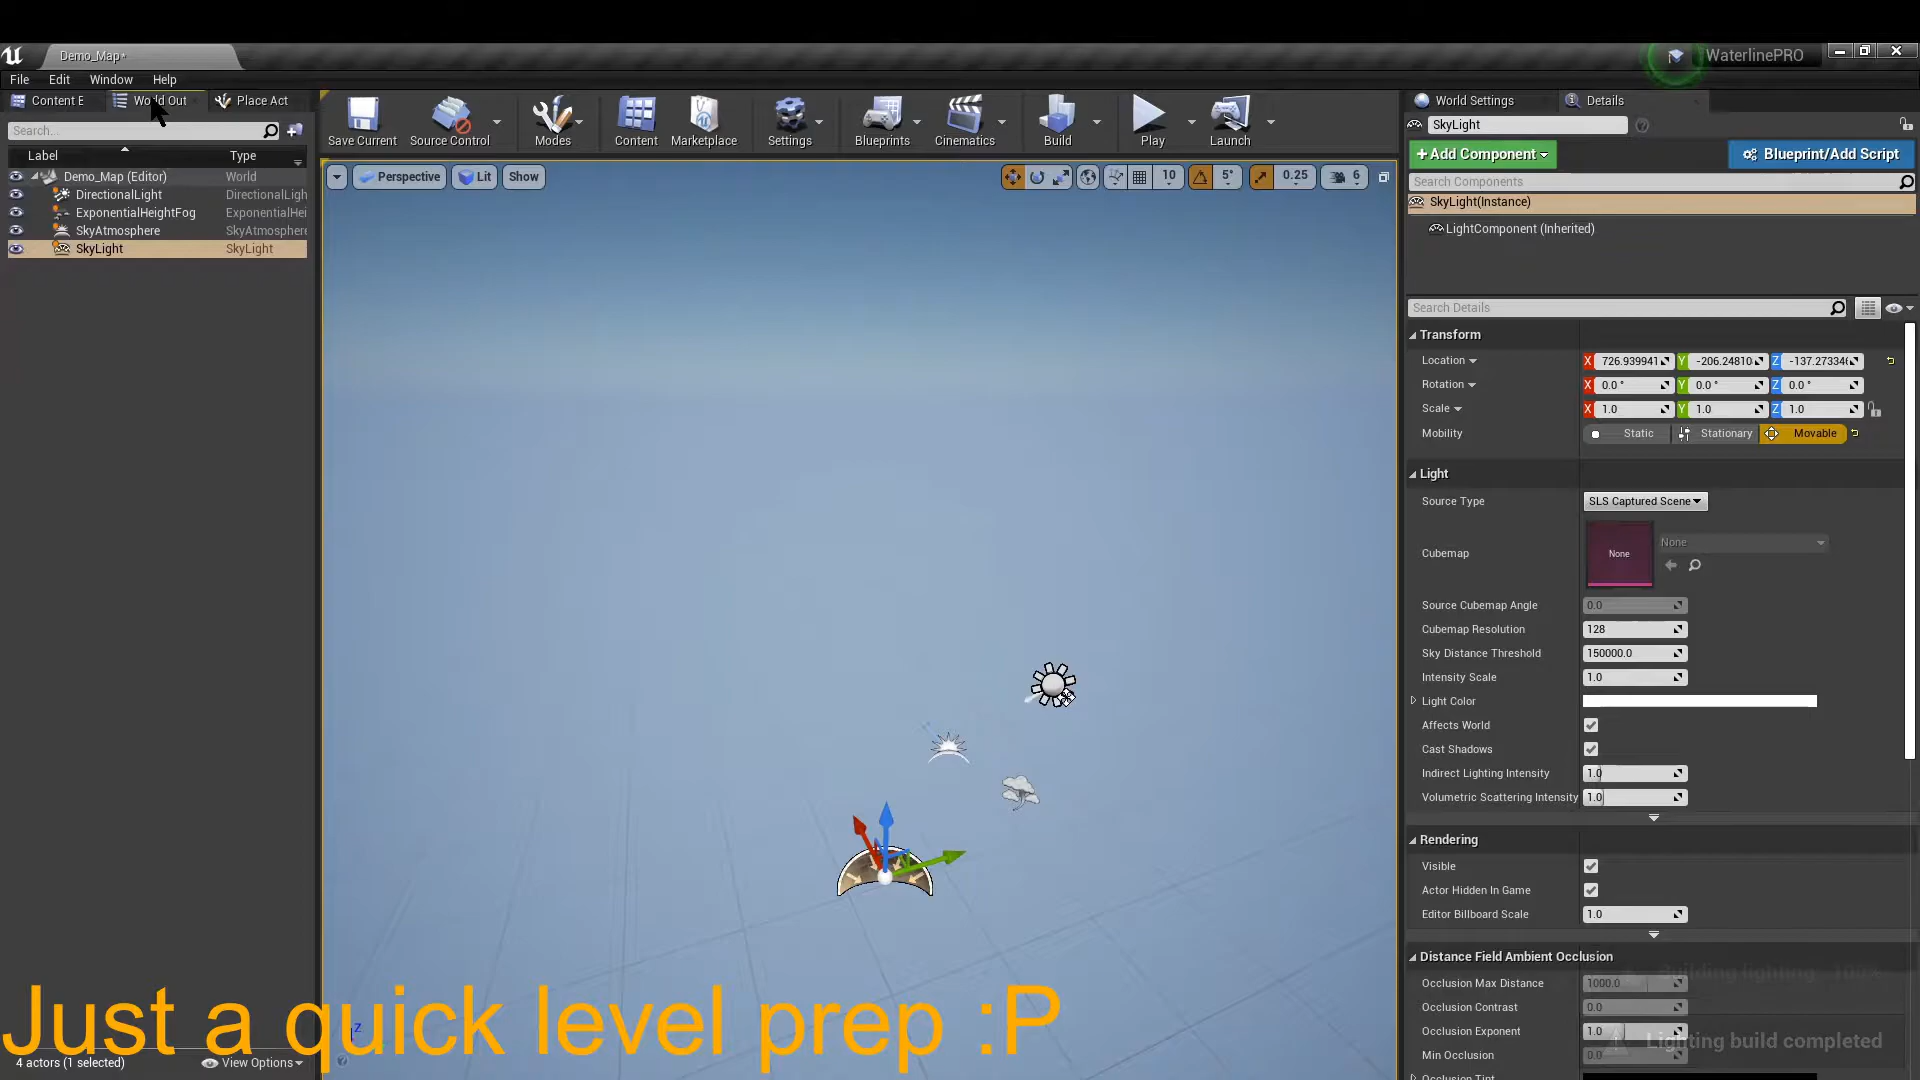 Demo_Map*
WaterlinePRO
File Edit Window Help
Content E World Out Place Act
Search...
Label Type
Demo_Map (Editor) World
DirectionalLight DirectionalLigh
ExponentialHeightFog ExponentialHei
SkyAtmosphere SkyAtmosphere
SkyLight SkyLight
4 actors (1 selected) View Options
Save Current Source Control Modes Content Marketplace Settings Blueprints Cinematics Build Play Launch
Perspective Lit Show 10 5° 0.25 6
Just a quick level prep :P
Z
World Settings Details
SkyLight
+Add Component Blueprint/Add Script
Search Components
SkyLight(Instance)
LightComponent (Inherited)
Search Details
Transform
Location X 726.939941 Y -206.24810 Z -137.273346
Rotation X 0.0 ° Y 0.0 ° Z 0.0 °
Scale X 1.0 Y 1.0 Z 1.0
Mobility Static Stationary Movable
Light
Source Type SLS Captured Scene
Cubemap None None
Source Cubemap Angle 0.0
Cubemap Resolution 128
Sky Distance Threshold 150000.0
Intensity Scale 1.0
Light Color
Affects World
Cast Shadows
Indirect Lighting Intensity 1.0
Volumetric Scattering Intensity 1.0
Rendering
Visible
Actor Hidden In Game
Editor Billboard Scale 1.0
Distance Field Ambient Occlusion
Building lighting 100%
Occlusion Max Distance 1000.0
Occlusion Contrast 0.0
Occlusion Exponent 1.0
Lighting build completed
Min Occlusion 0.0
Occlusion Tint